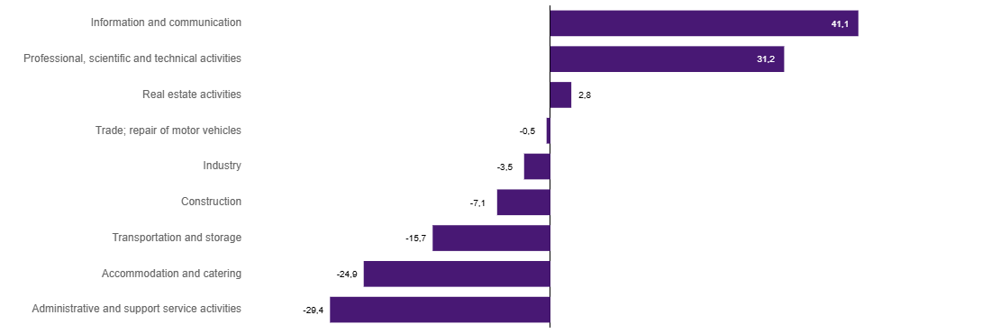 Information and communication 41,1
Professional, scientific and technical activities 31,2
Real estate activities 2,8
Trade; repair of motor vehicles -0,5
Industry -3,5
Construction -7,1
Transportation and storage -15,7
Accommodation and catering -24,9
Administrative and support service activities -29,4